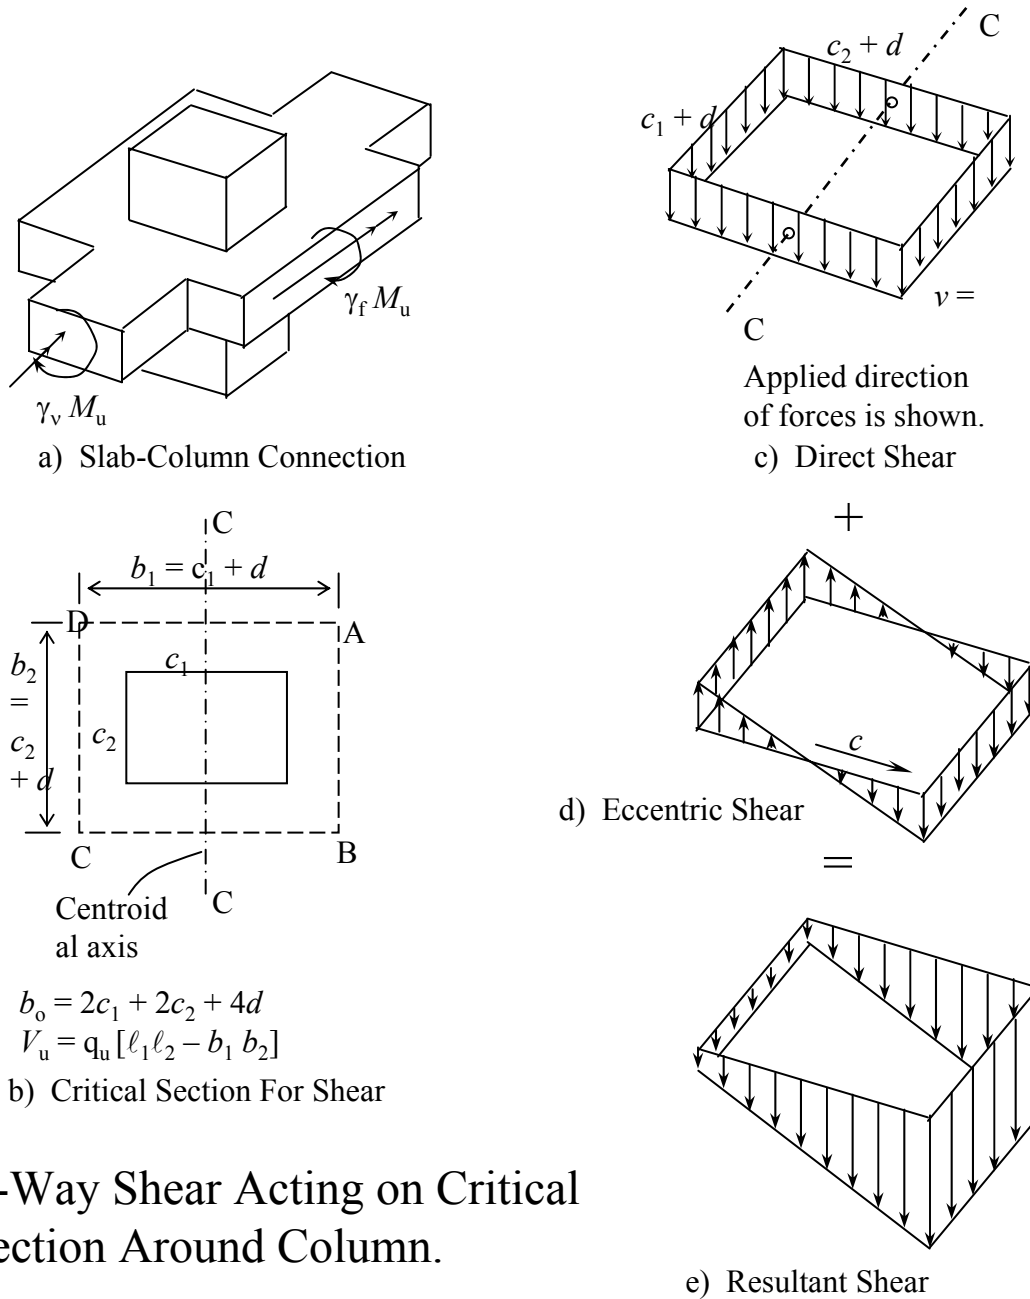 γf Mu
γv Mu
a) Slab-Column Connection
C
c2 + d
c1 + d
v =
C
Applied direction
of forces is shown.
c) Direct Shear
+
C
b1 = c1 + d
D
A
b2
=
c2
+ d
c1
c2
C
B
C
Centroid
al axis
bo = 2c1 + 2c2 + 4d
Vu = qu [ℓ1ℓ2 – b1 b2]
b) Critical Section For Shear
c
d) Eccentric Shear
=
e) Resultant Shear
-Way Shear Acting on Critical
ection Around Column.